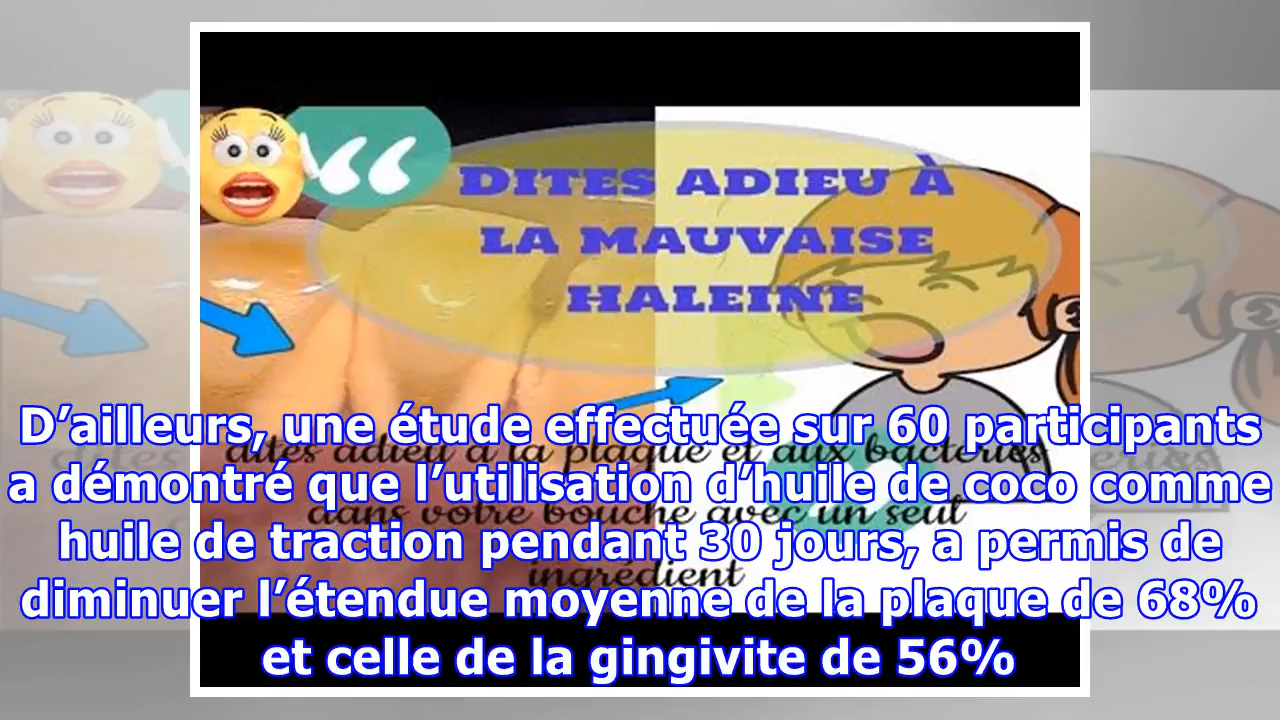 “
DITES ADIEU À
LA MAUVAISE
HALEINE
D’ailleurs, une étude effectuée sur 60 participants
dites adieu à la plaque et aux bactéries
a démontré que l’utilisation d’huile de coco comme
dans votre bouche avec un seul
huile de traction pendant 30 jours, a permis de
ingrédient
diminuer l’étendue moyenne de la plaque de 68%
et celle de la gingivite de 56%